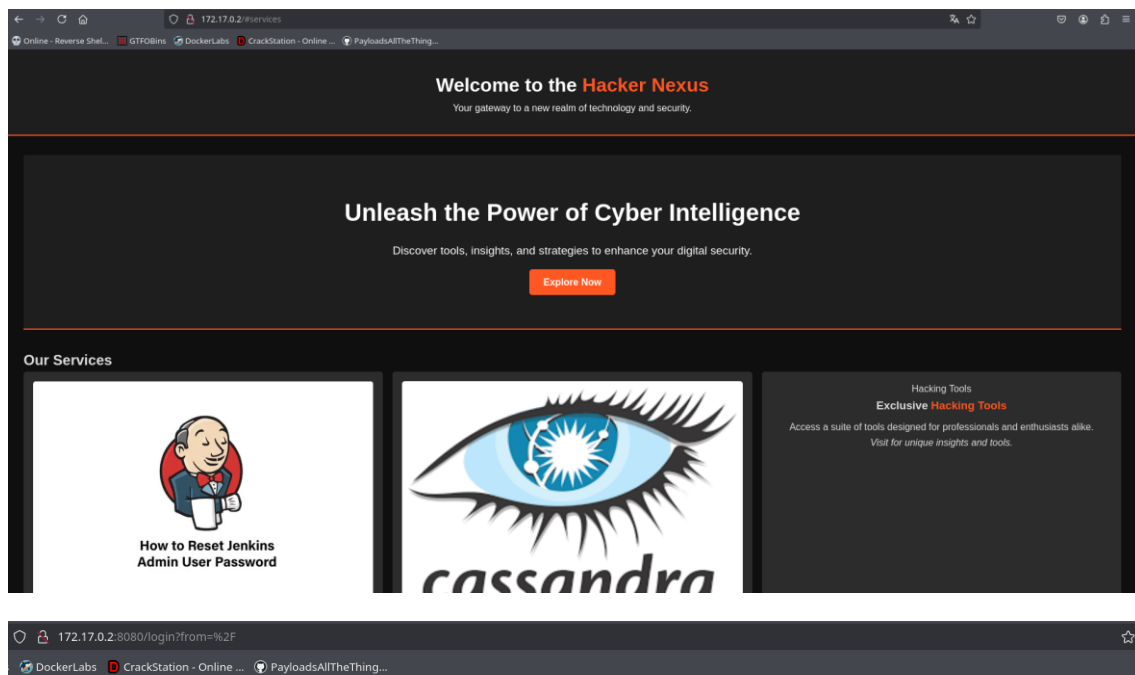 172.17.0.2/#services
Online - Reverse Shel... GTFOBins DockerLabs CrackStation - Online ... PayloadsAllTheThing...
Welcome to the Hacker Nexus
Your gateway to a new realm of technology and security.
Unleash the Power of Cyber Intelligence
Discover tools, insights, and strategies to enhance your digital security.
Explore Now
Our Services
How to Reset Jenkins
Admin User Password
cassandra
Hacking Tools
Exclusive Hacking Tools
Access a suite of tools designed for professionals and enthusiasts alike.
Visit for unique insights and tools.
172.17.0.2:8080/login?from=%2F
DockerLabs CrackStation - Online ... PayloadsAllTheThing...